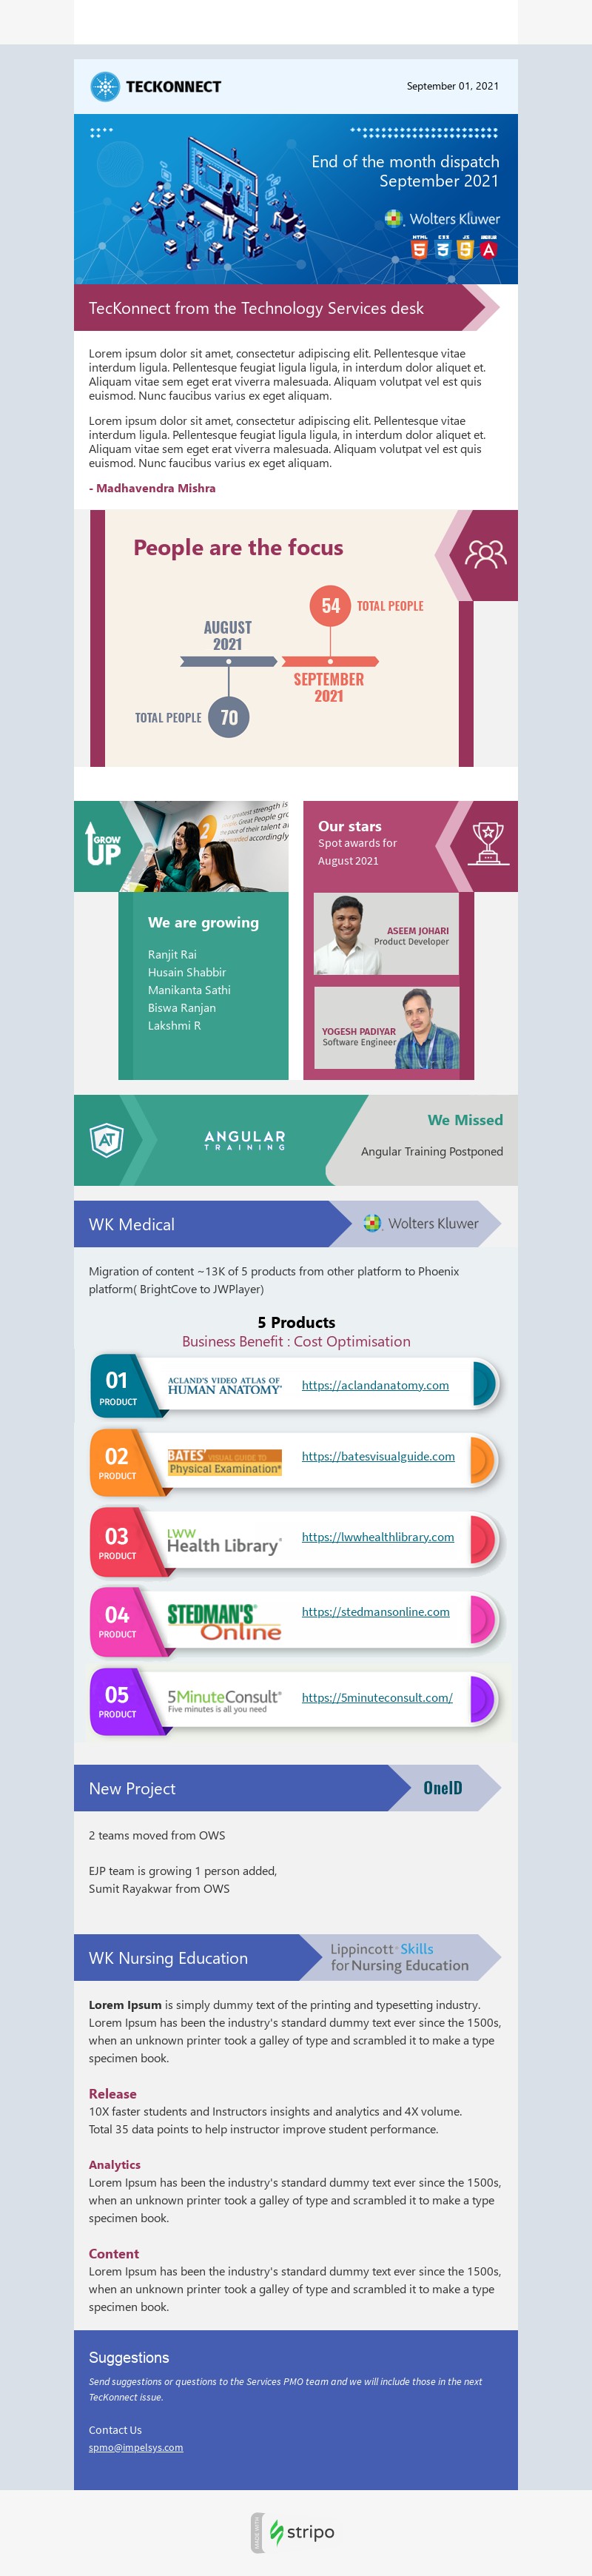 TECKONNECT
September 01, 2021
End of the month dispatch
September 2021
Wolters Kluwer
HTML CSS JS ANGULAR
5 3 S A
TecKonnect from the Technology Services desk
Lorem ipsum dolor sit amet, consectetur adipiscing elit. Pellentesque vitae
interdum ligula. Pellentesque feugiat ligula ligula, in interdum dolor aliquet et.
Aliquam vitae sem eget erat viverra malesuada. Aliquam volutpat vel est quis
euismod. Nunc faucibus varius ex eget aliquam.
Lorem ipsum dolor sit amet, consectetur adipiscing elit. Pellentesque vitae
interdum ligula. Pellentesque feugiat ligula ligula, in interdum dolor aliquet et.
Aliquam vitae sem eget erat viverra malesuada. Aliquam volutpat vel est quis
euismod. Nunc faucibus varius ex eget aliquam.
- Madhavendra Mishra
People are the focus
54 TOTAL PEOPLE
AUGUST
2021
SEPTEMBER
2021
TOTAL PEOPLE 70
GROW
UP
2
greatest strength is
Great People gro
the pace of their talent a
accordingly
We are growing
Ranjit Rai
Husain Shabbir
Manikanta Sathi
Biswa Ranjan
Lakshmi R
Our stars
Spot awards for
August 2021
ASEEM JOHARI
Product Developer
YOGESH PADIYAR
Software Engineer
AT
ANGULAR
TRAINING
We Missed
Angular Training Postponed
WK Medical
Wolters Kluwer
Migration of content ~13K of 5 products from other platform to Phoenix
platform( BrightCove to JWPlayer)
5 Products
Business Benefit : Cost Optimisation
01
PRODUCT
ACLAND'S VIDEO ATLAS OF
HUMAN ANATOMY
https://aclandanatomy.com
02
PRODUCT
BATES' VISUAL GUIDE TO
Physical Examination®
https://batesvisualguide.com
03
PRODUCT
LWW
Health Library®
https://lwwhealthlibrary.com
04
PRODUCT
STEDMAN'S®
Online
https://stedmansonline.com
05
PRODUCT
5MinuteConsult®
Five minutes is all you need
https://5minuteconsult.com/
New Project
OneID
2 teams moved from OWS
EJP team is growing 1 person added,
Sumit Rayakwar from OWS
WK Nursing Education
Lippincott® Skills
for Nursing Education
Lorem Ipsum is simply dummy text of the printing and typesetting industry.
Lorem Ipsum has been the industry's standard dummy text ever since the 1500s,
when an unknown printer took a galley of type and scrambled it to make a type
specimen book.
Release
10X faster students and Instructors insights and analytics and 4X volume.
Total 35 data points to help instructor improve student performance.
Analytics
Lorem Ipsum has been the industry's standard dummy text ever since the 1500s,
when an unknown printer took a galley of type and scrambled it to make a type
specimen book.
Content
Lorem Ipsum has been the industry's standard dummy text ever since the 1500s,
when an unknown printer took a galley of type and scrambled it to make a type
specimen book.
Suggestions
Send suggestions or questions to the Services PMO team and we will include those in the next
TecKonnect issue.
Contact Us
spmo@impelsys.com
MADE WITH
stripo